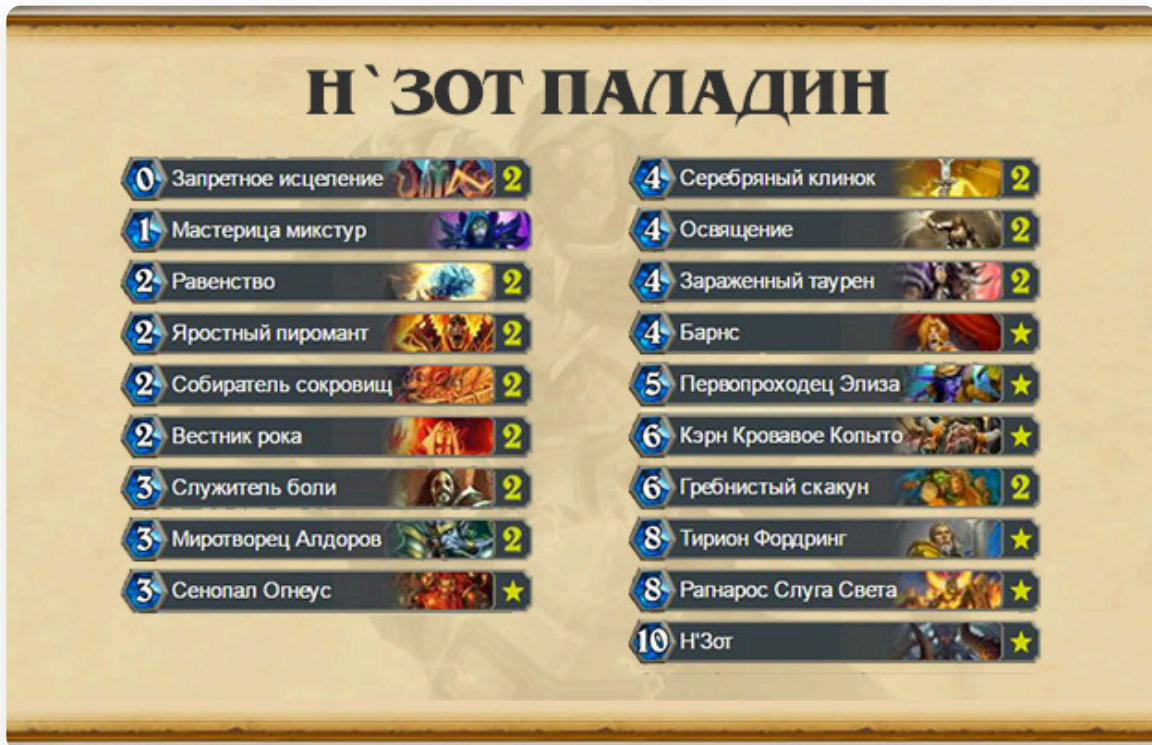 Н`ЗОТ ПАЛАДИН
0 Запретное исцеление 2
1 Мастерица микстур
2 Равенство 2
2 Яростный пиромант 2
2 Собиратель сокровищ 2
2 Вестник рока 2
3 Служитель боли 2
3 Миротворец Алдоров 2
3 Сенопал Огнеус
4 Серебряный клинок 2
4 Освящение 2
4 Зараженный таурен 2
4 Барнс
5 Первопроходец Элиза
6 Кэрн Кровавое Копыто
6 Гребнистый скакун 2
8 Тирион Фордринг
8 Рагнарос Слуга Света
10 Н'Зот